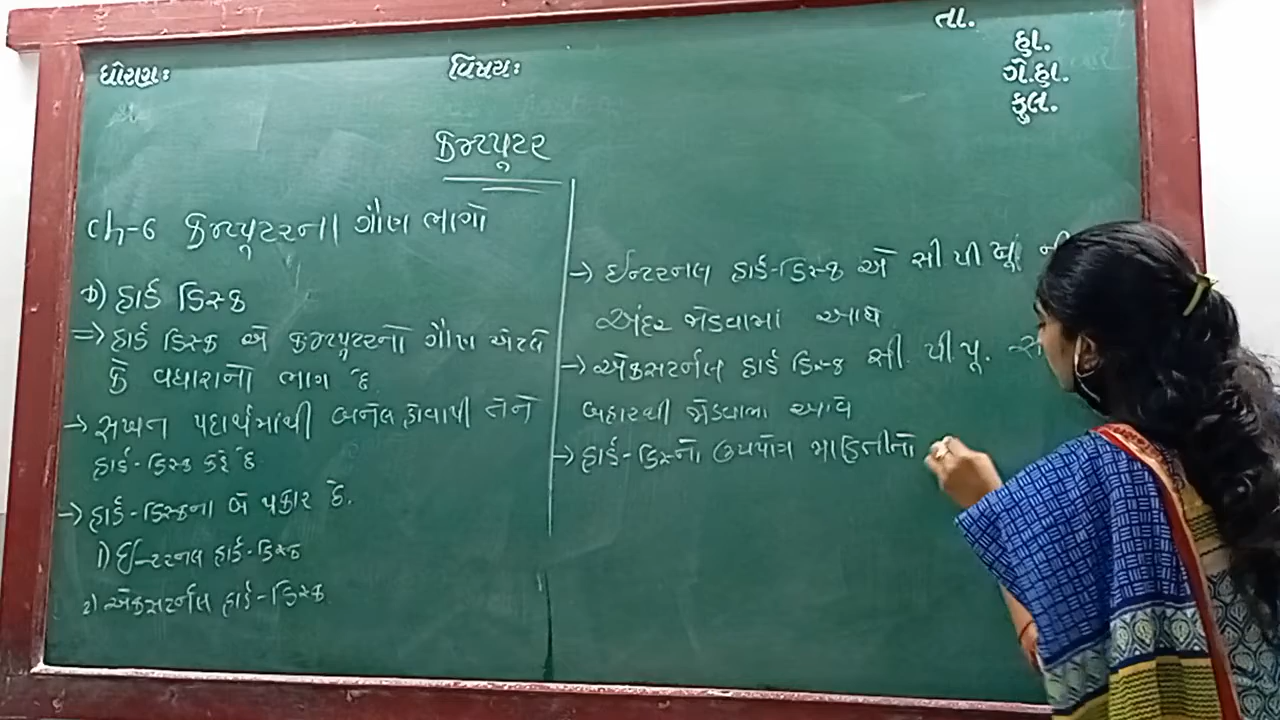 તા.
હા.
ધોરણઃ વિષયઃ ગે.હા.
કુલ.
કમ્પ્યૂટર
ch-6 કમ્પ્યૂટરના ગૌણ ભાગો
૧) હાર્ડ ડિસ્ક
→ હાર્ડ ડિસ્ક એ કમ્પ્યૂટરનો ગૌણ એટલે
કે વધારાનો ભાગ છે
→ સખત પદાર્થમાંથી બનેલ હોવાથી તેને
હાર્ડ-ડિસ્ક કહે છે
→ હાર્ડ-ડિસ્કના બે પ્રકાર છે.
1) ઈન્ટરનલ હાર્ડ-ડિસ્ક
2) એક્સટર્નલ હાર્ડ-ડિસ્ક
→ ઈન્ટરનલ હાર્ડ-ડિસ્ક એ સી પી યૂ ની
અંદર જોડવામાં આવે
→ એક્સટર્નલ હાર્ડ ડિસ્ક સી. પી યૂ.
બહારથી જોડવામા આવે
→ હાર્ડ-ડિસ્નો ઉપયોગ માહિતીનો